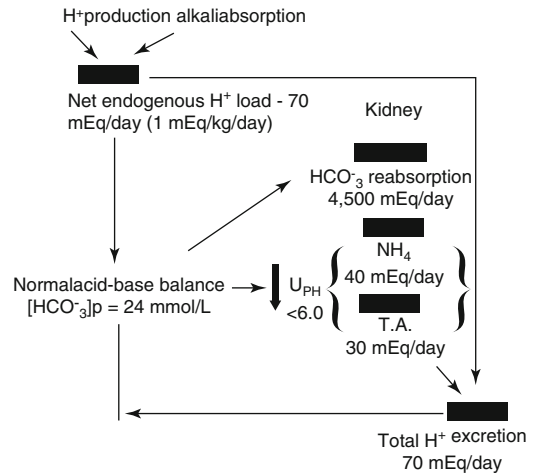 H⁺production alkaliabsorption
Net endogenous H⁺ load - 70
mEq/day (1 mEq/kg/day)
Kidney
HCO⁻₃ reabsorption
4,500 mEq/day
NH₄
40 mEq/day
Normalacid-base balance
[HCO⁻₃]p = 24 mmol/L
U_PH
<6.0
T.A.
30 mEq/day
Total H⁺ excretion
70 mEq/day